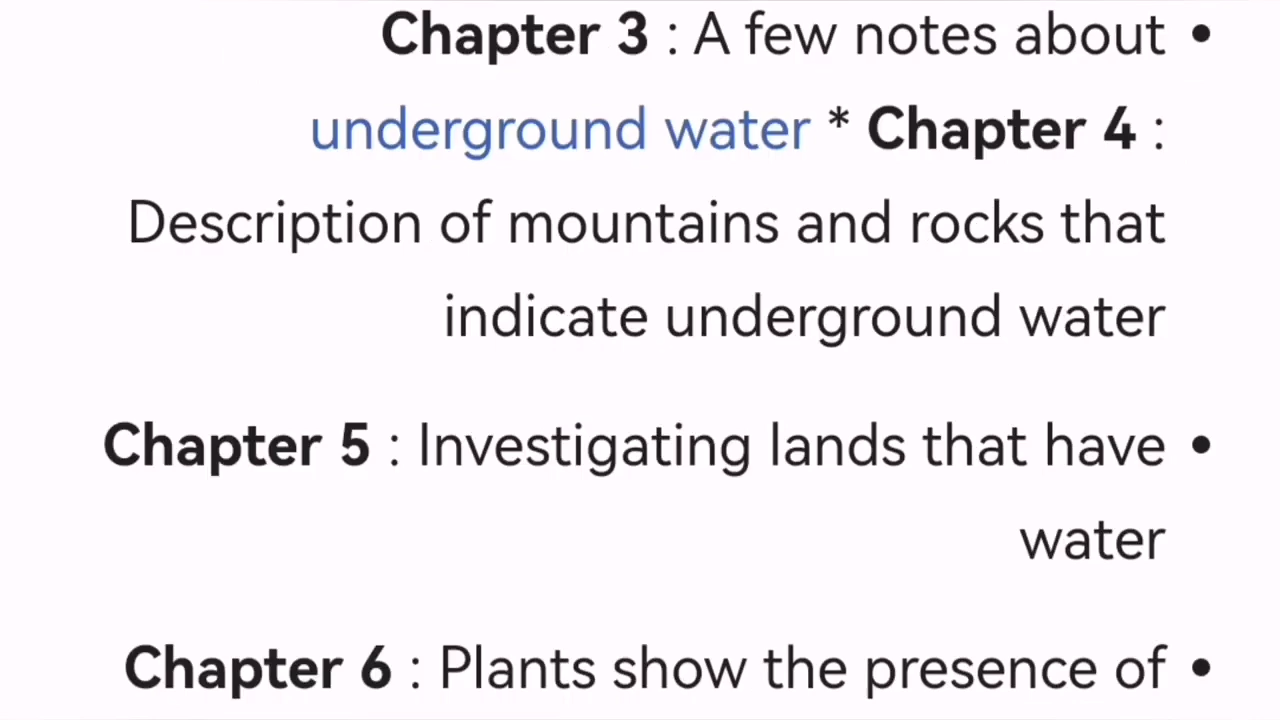 Chapter 3 : A few notes about •
underground water * Chapter 4 :
Description of mountains and rocks that
indicate underground water
Chapter 5 : Investigating lands that have •
water
Chapter 6 : Plants show the presence of •